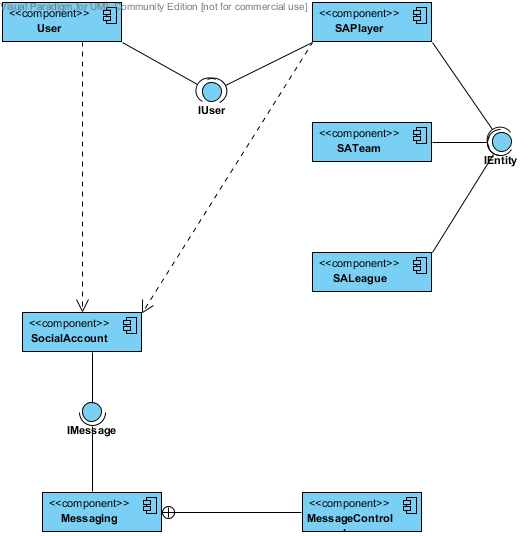 Visual Paradigm for UML Community Edition [not for commercial use]
<<component>>
User
<<component>>
SAPlayer
IUser
<<component>>
SATeam
IEntity
<<component>>
SALeague
<<component>>
SocialAccount
IMessage
<<component>>
Messaging
<<component>>
MessageControl